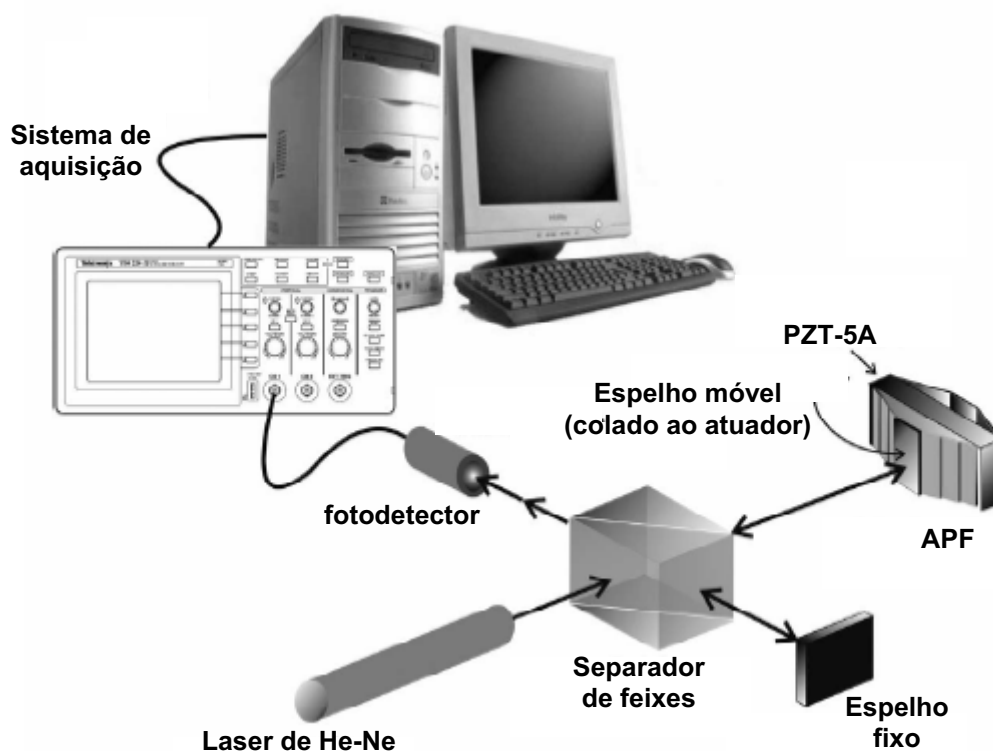 Sistema de
aquisição
PZT-5A
Espelho móvel
(colado ao atuador)
fotodetector
APF
Separador
de feixes
Espelho
fixo
Laser de He-Ne